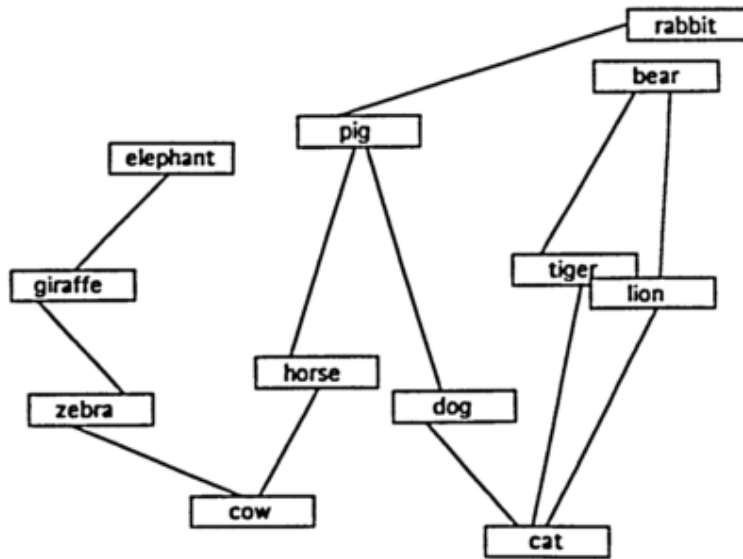 rabbit
bear
pig
elephant
tiger
giraffe
lion
horse
zebra
dog
cow
cat